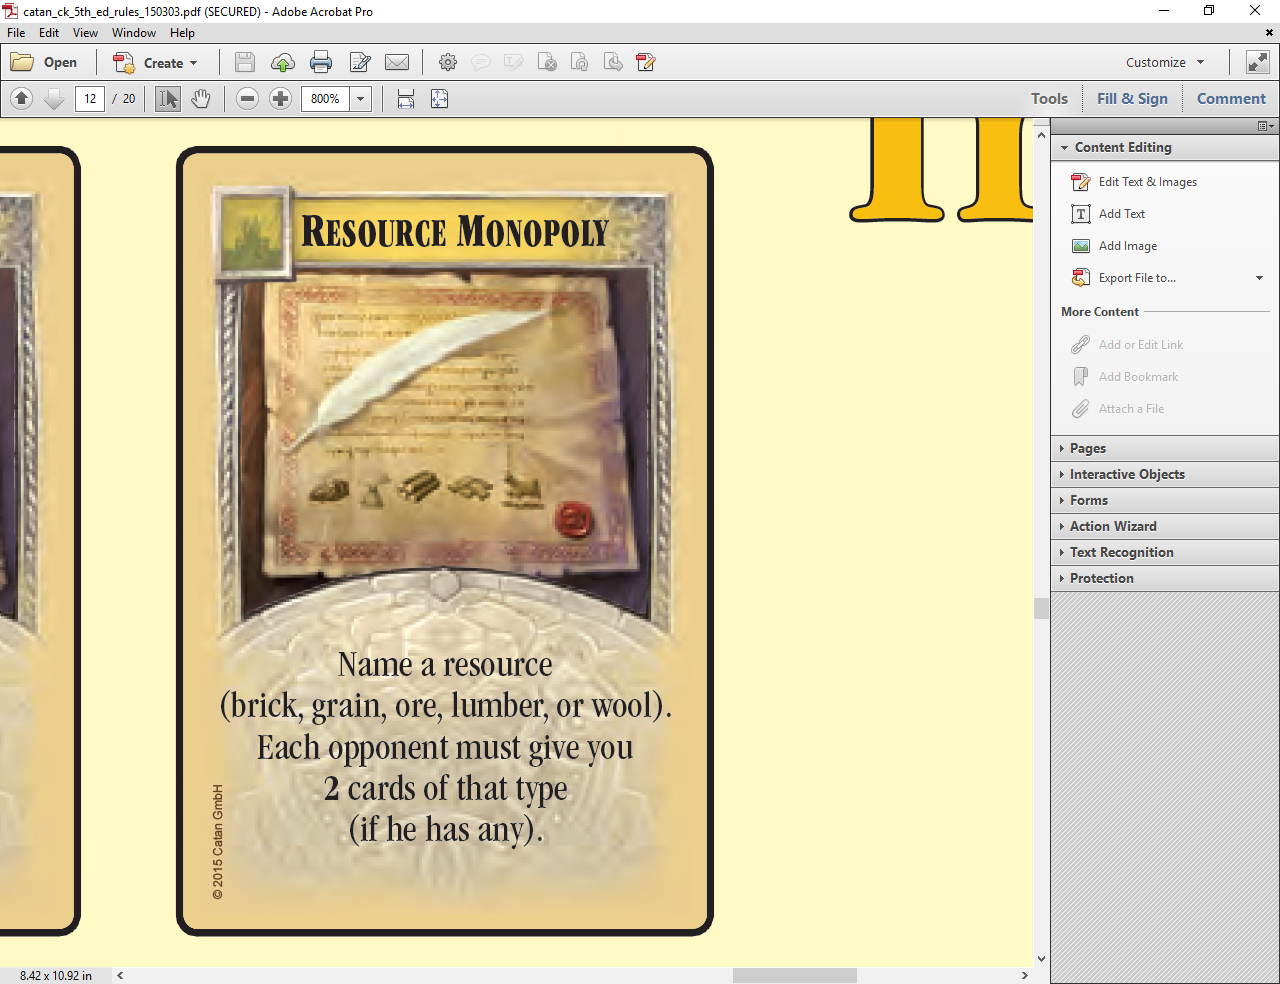 catan_ck_5th_ed_rules_150303.pdf (SECURED) - Adobe Acrobat Pro
File Edit View Window Help
Open Create Customize
12 / 20 800% Tools Fill & Sign Comment
Content Editing
Edit Text & Images
Add Text
Add Image
Export File to...
More Content
Add or Edit Link
Add Bookmark
Attach a File
Pages
Interactive Objects
Forms
Action Wizard
Text Recognition
Protection
RESOURCE MONOPOLY
Name a resource
(brick, grain, ore, lumber, or wool).
Each opponent must give you
2 cards of that type
(if he has any).
© 2015 Catan GmbH
8.42 x 10.92 in